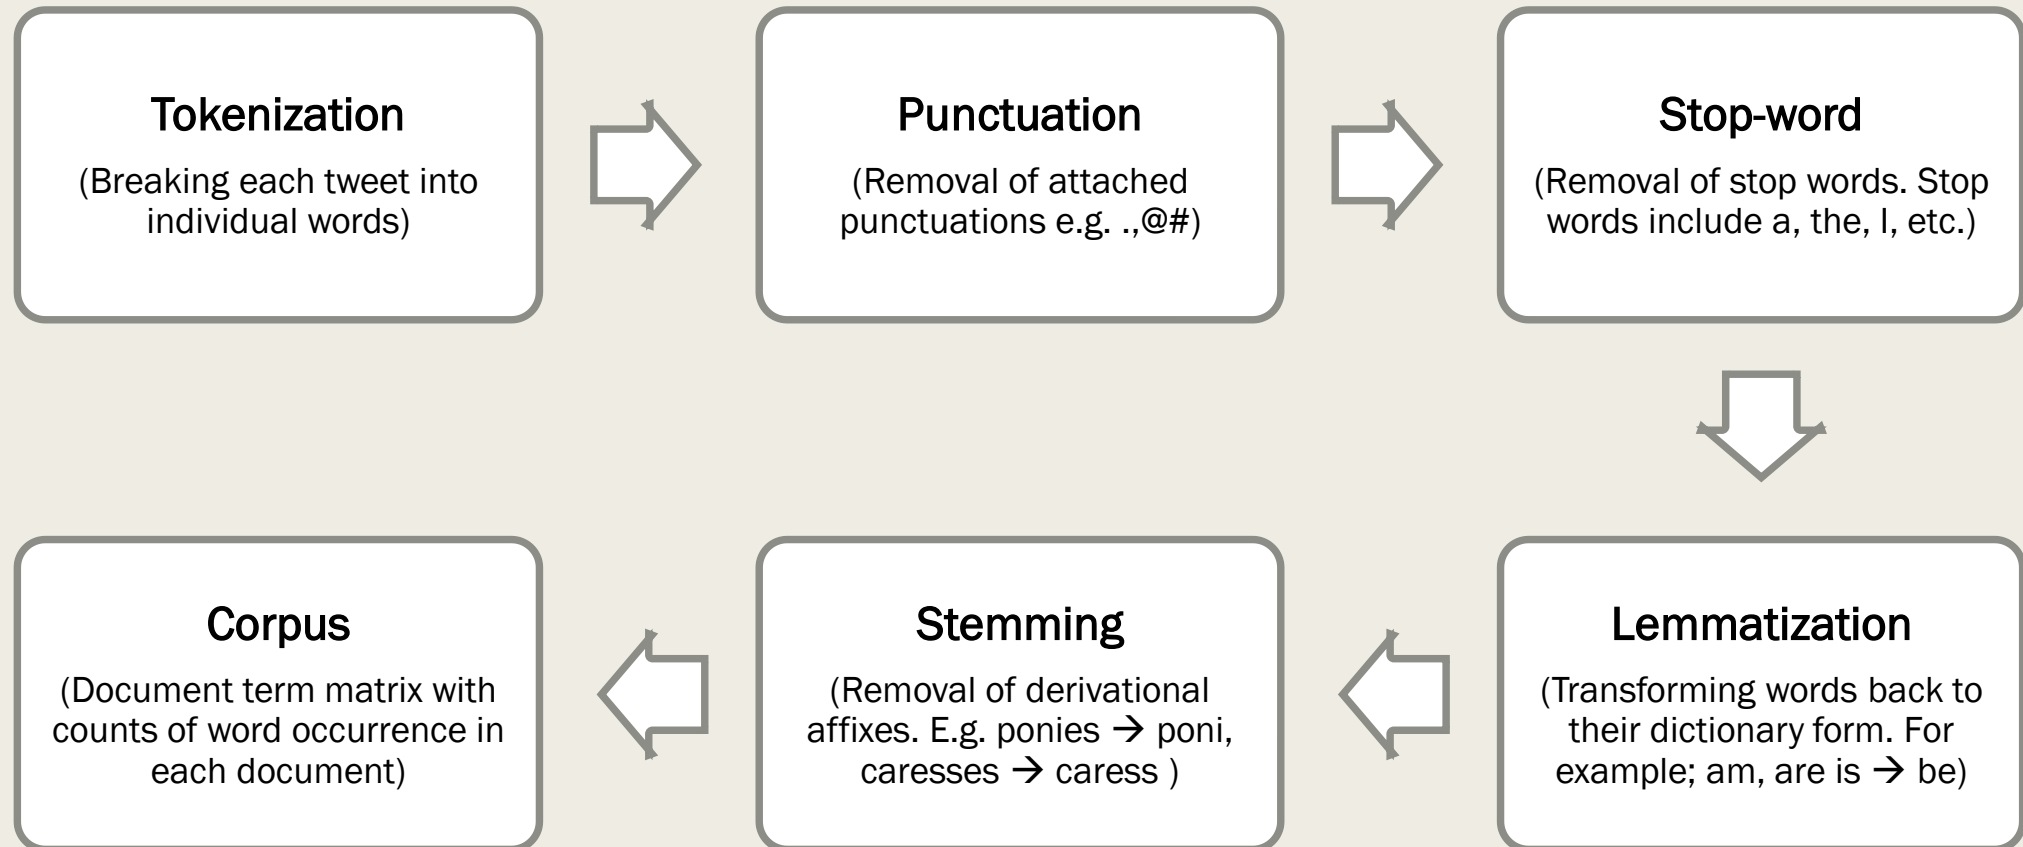 Tokenization
(Breaking each tweet into
individual words)
Punctuation
(Removal of attached
punctuations e.g. .,@#)
Stop-word
(Removal of stop words. Stop
words include a, the, I, etc.)
Lemmatization
(Transforming words back to
their dictionary form. For
example; am, are is → be)
Stemming
(Removal of derivational
affixes. E.g. ponies → poni,
caresses → caress )
Corpus
(Document term matrix with
counts of word occurrence in
each document)